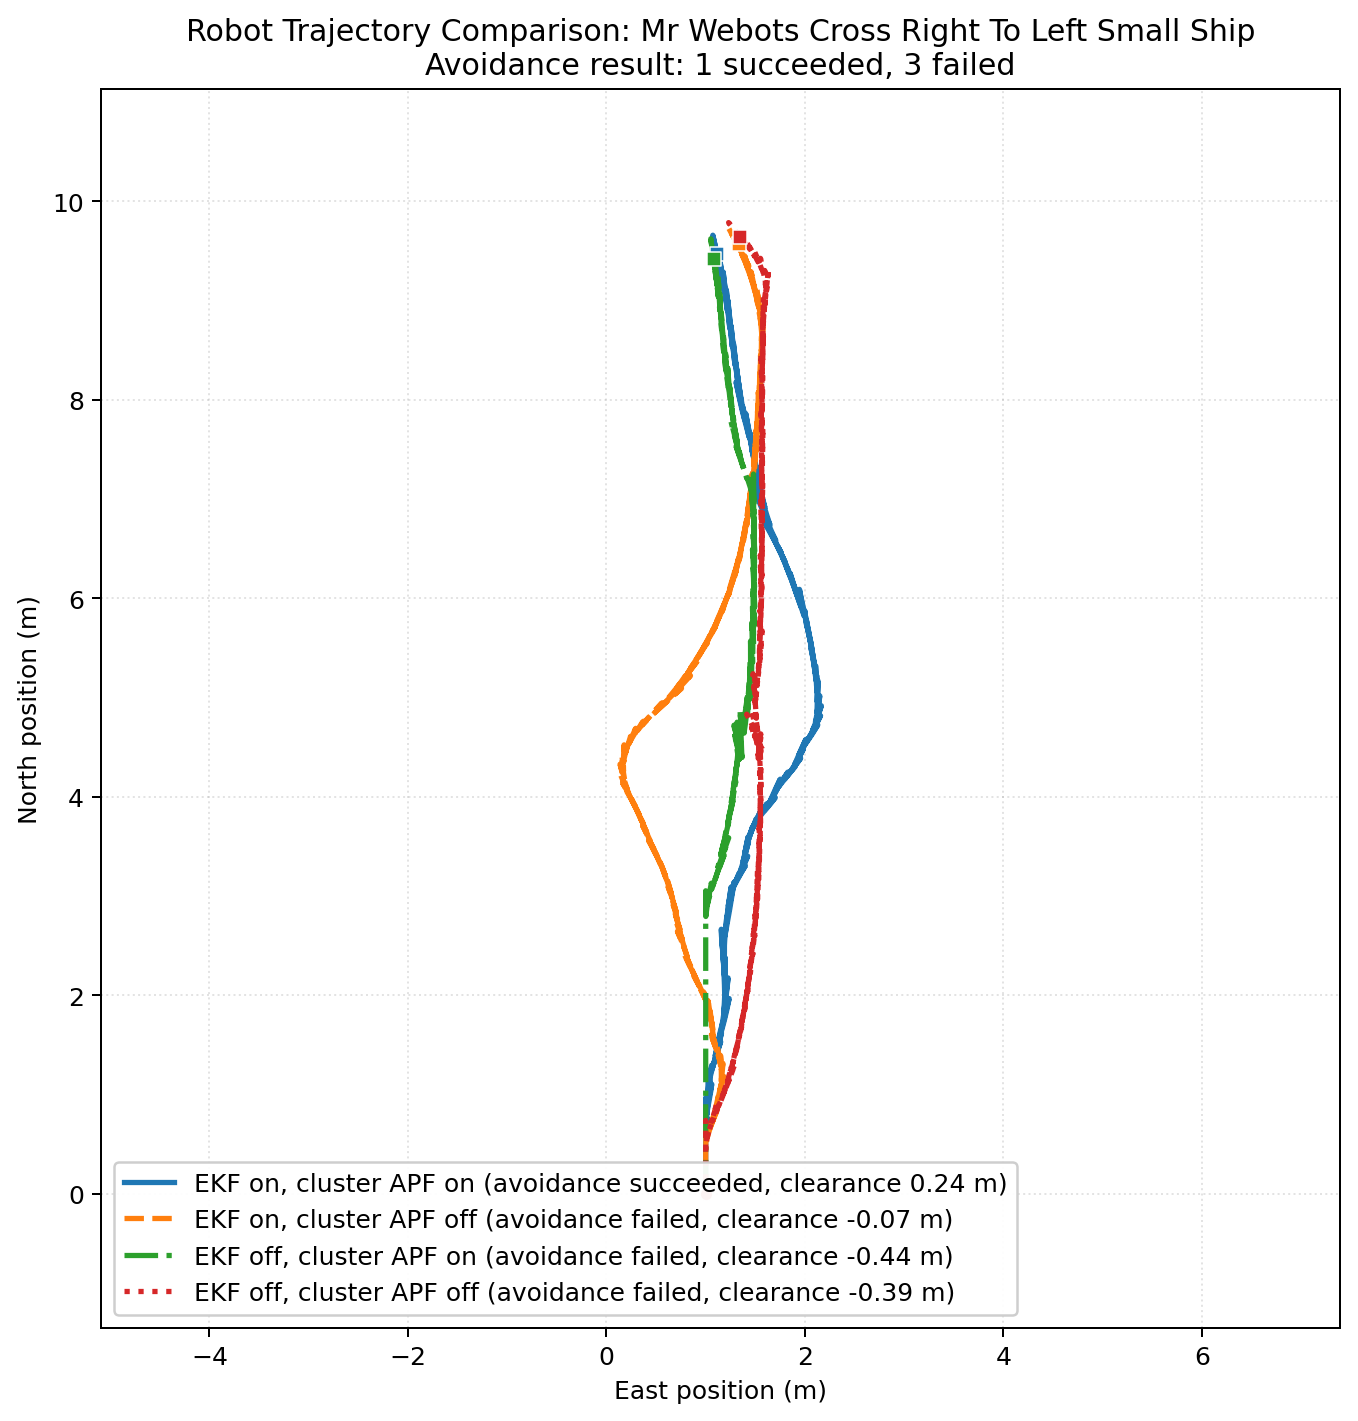 Robot Trajectory Comparison: Mr Webots Cross Right To Left Small Ship
Avoidance result: 1 succeeded, 3 failed
10
8
6
4
2
0
North position (m)
EKF on, cluster APF on (avoidance succeeded, clearance 0.24 m)
EKF on, cluster APF off (avoidance failed, clearance -0.07 m)
EKF off, cluster APF on (avoidance failed, clearance -0.44 m)
EKF off, cluster APF off (avoidance failed, clearance -0.39 m)
−4 −2 0 2 4 6
East position (m)